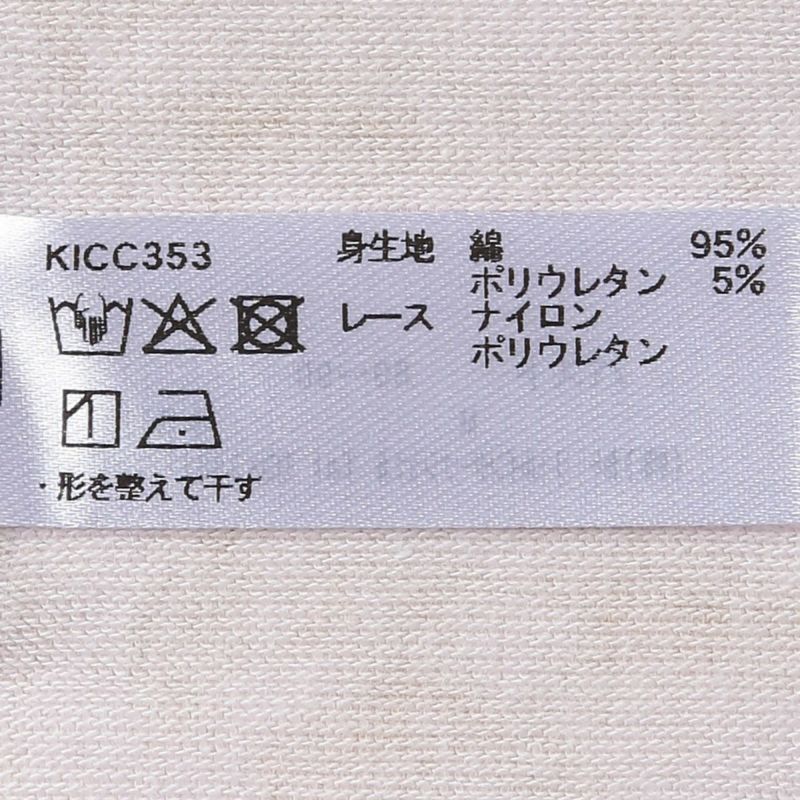 KICC353
身生地 綿 95%
ポリウレタン 5%
レース ナイロン
ポリウレタン
・形を整えて干す